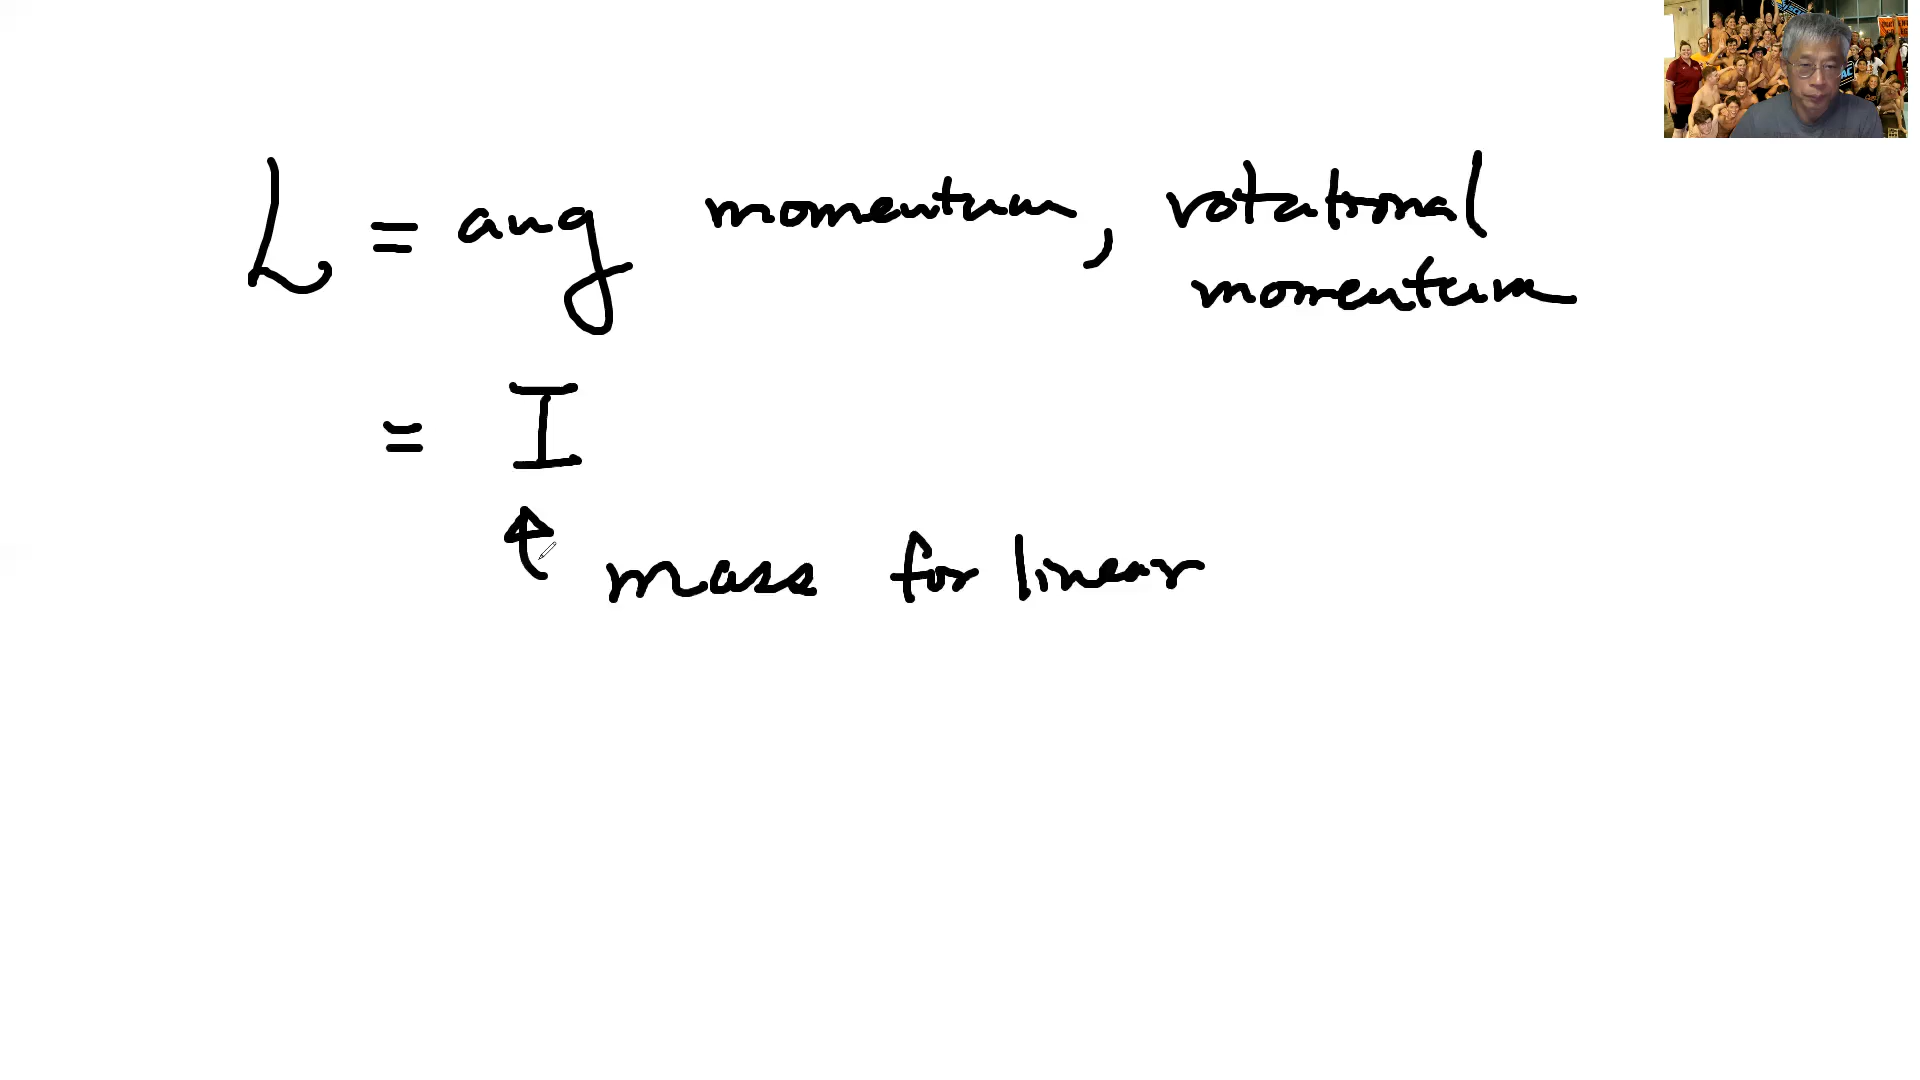 L = ang momentum, rotational
momentum
= I
mass for linear